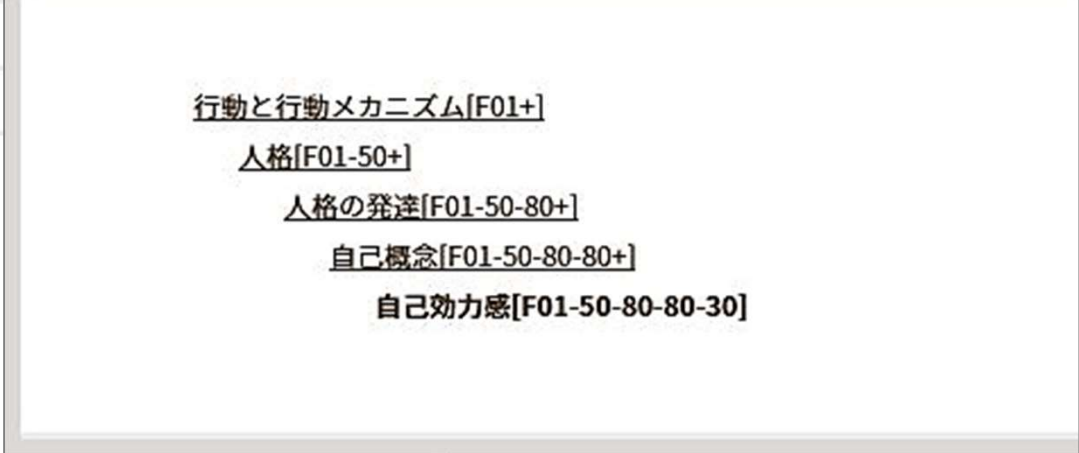 行動と行動メカニズム[F01+]
人格[F01-50+]
人格の発達[F01-50-80+]
自己概念[F01-50-80-80+]
自己効力感[F01-50-80-80-30]